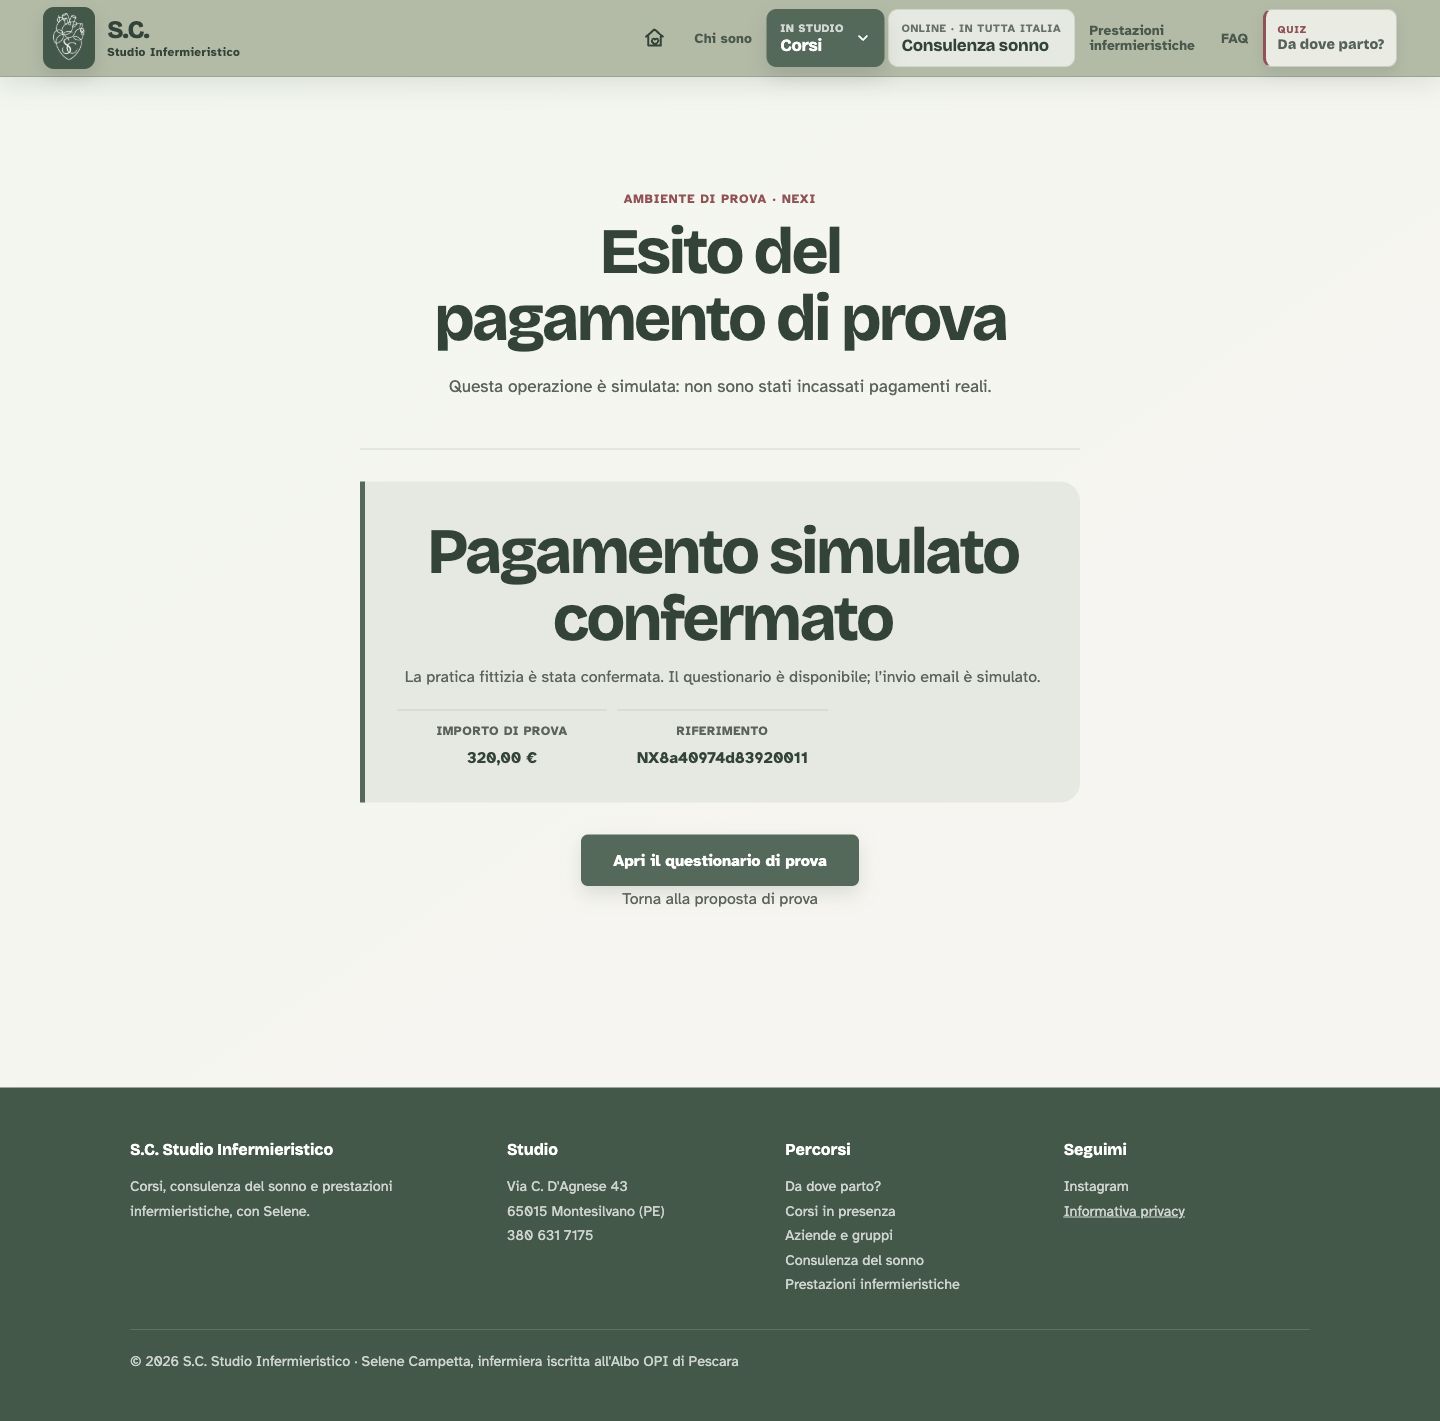 S.C.
Studio Infermieristico
Chi sono
IN STUDIO
Corsi
ONLINE · IN TUTTA ITALIA
Consulenza sonno
Prestazioni
infermieristiche
FAQ
QUIZ
Da dove parto?
AMBIENTE DI PROVA · NEXI
Esito del
pagamento di prova
Questa operazione è simulata: non sono stati incassati pagamenti reali.
Pagamento simulato
confermato
La pratica fittizia è stata confermata. Il questionario è disponibile; l’invio email è simulato.
IMPORTO DI PROVA
320,00 €
RIFERIMENTO
NX8a40974d83920011
Apri il questionario di prova
Torna alla proposta di prova
S.C. Studio Infermieristico
Corsi, consulenza del sonno e prestazioni
infermieristiche, con Selene.
Studio
Via C. D'Agnese 43
65015 Montesilvano (PE)
380 631 7175
Percorsi
Da dove parto?
Corsi in presenza
Aziende e gruppi
Consulenza del sonno
Prestazioni infermieristiche
Seguimi
Instagram
Informativa privacy
© 2026 S.C. Studio Infermieristico · Selene Campetta, infermiera iscritta all'Albo OPI di Pescara